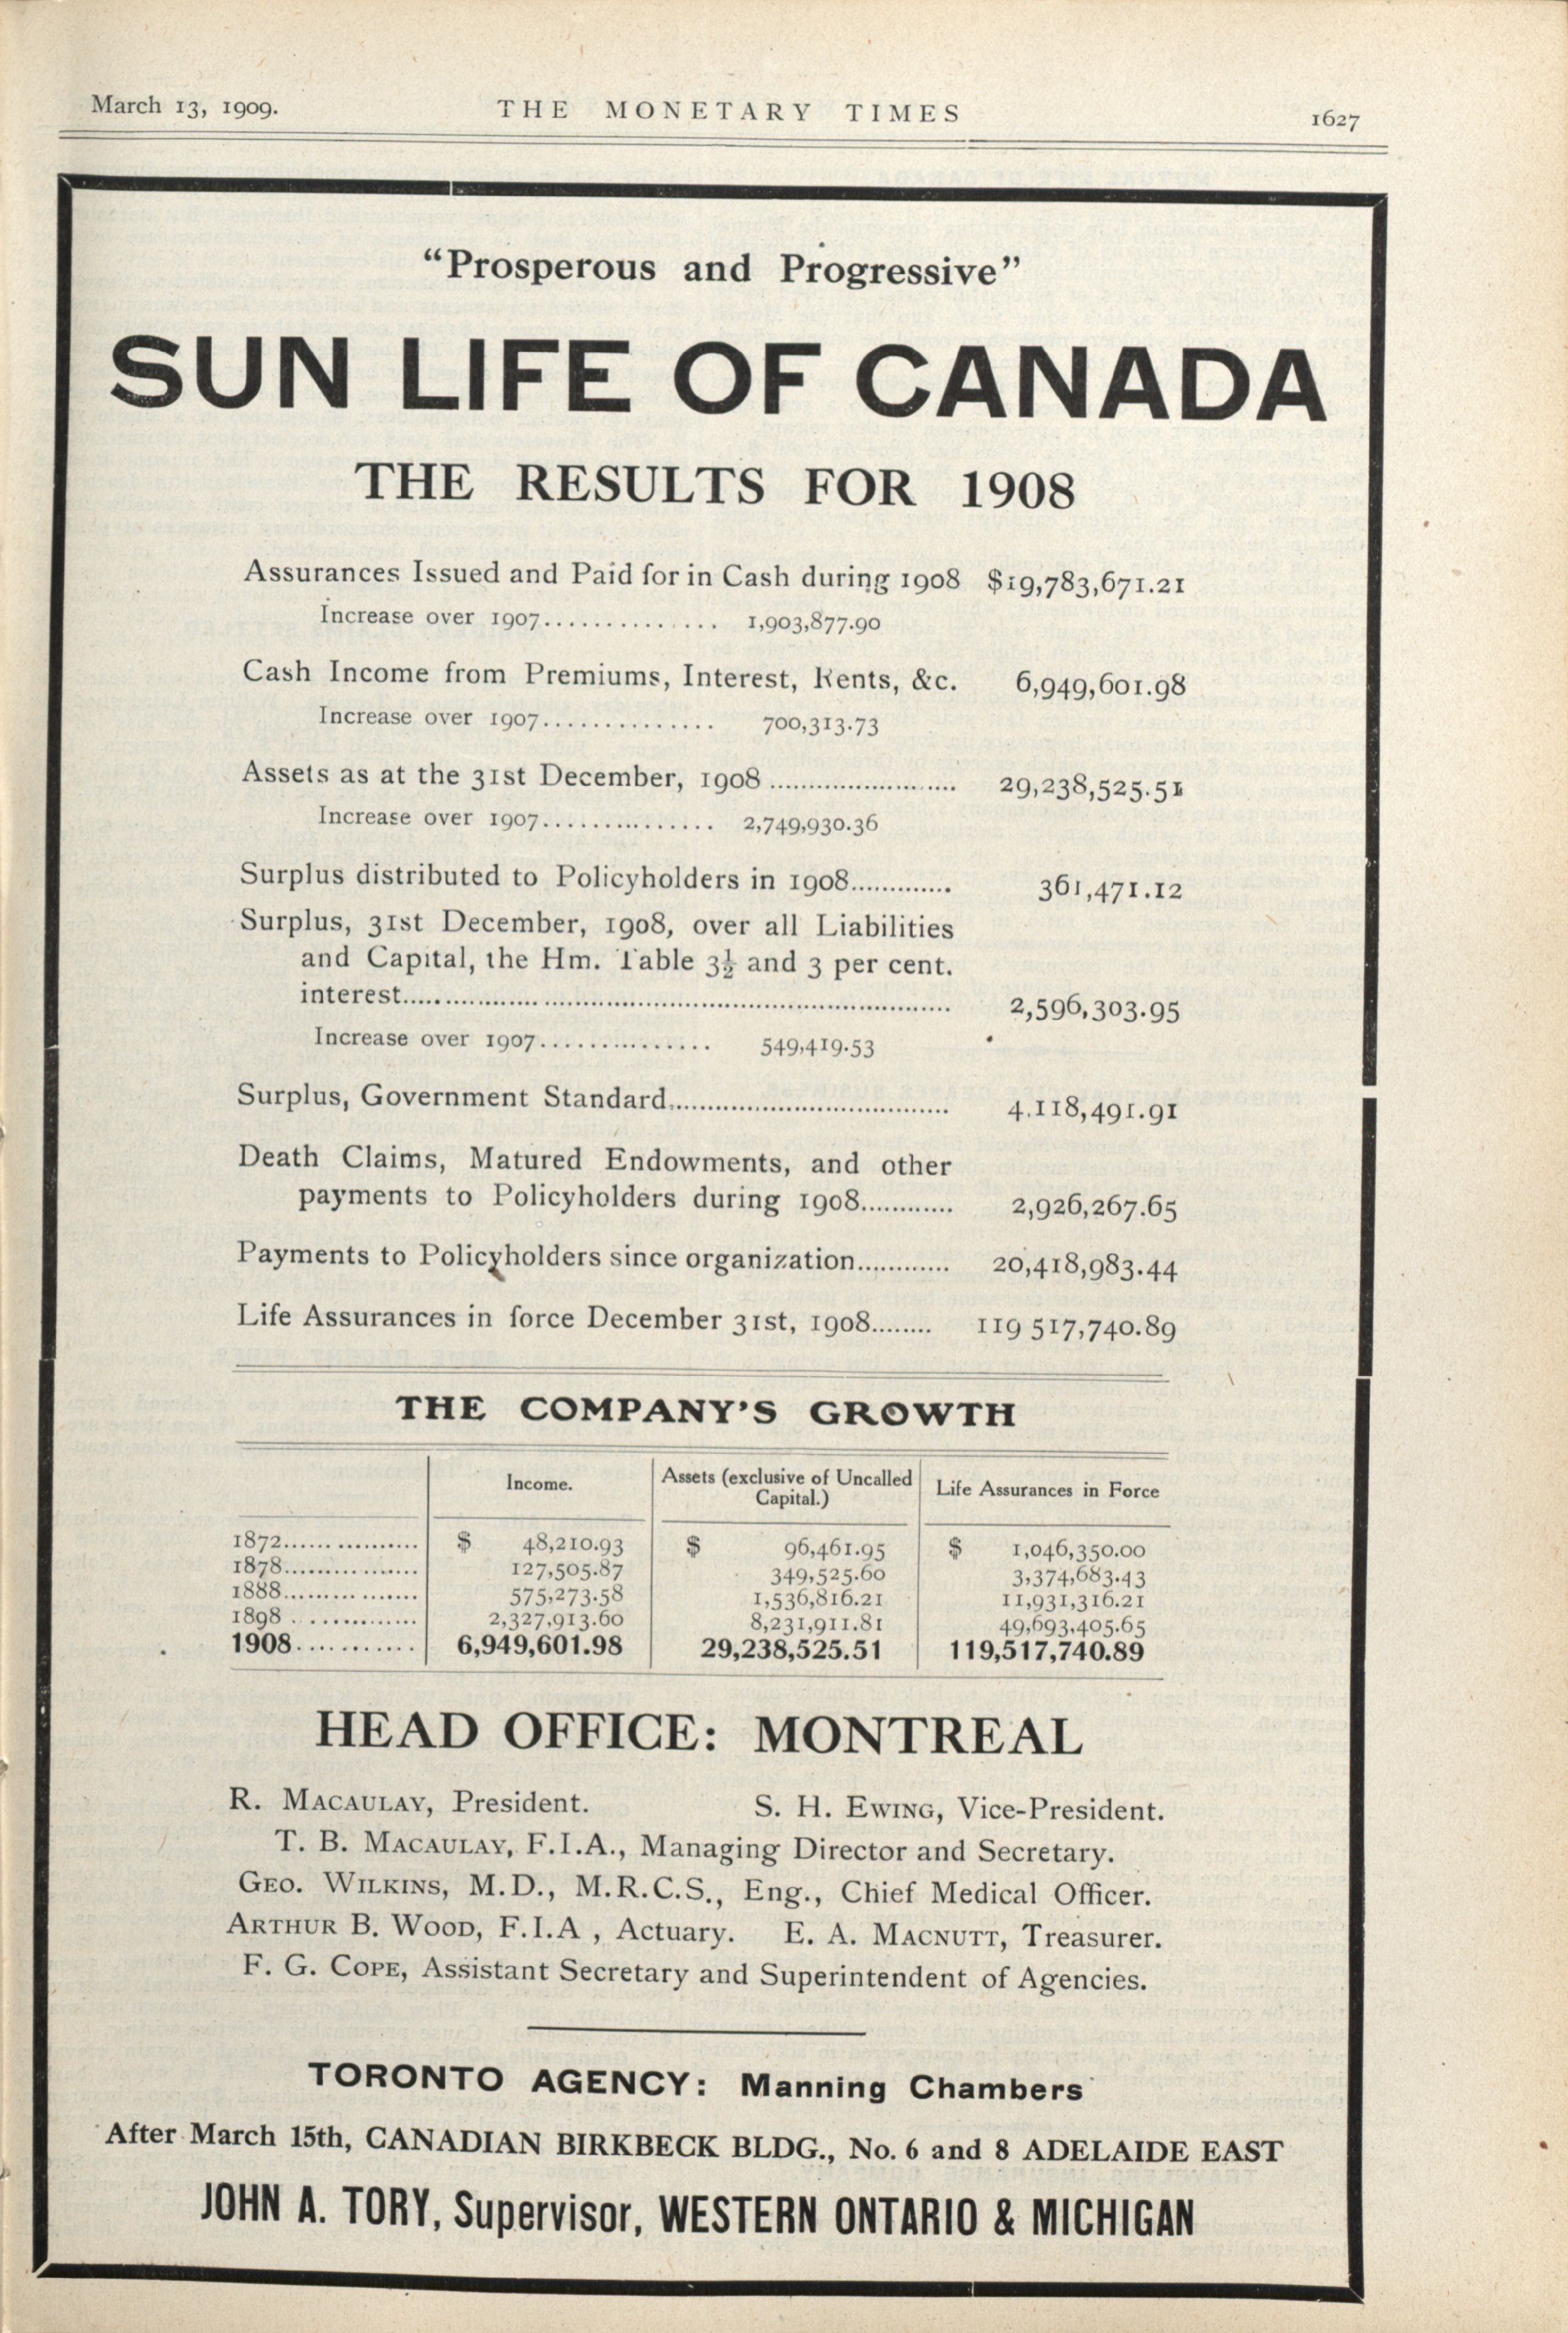 March 13, 1909.
THE MONETARY TIMES
1627
“Prosperous and Progressive”
SUN LIFE OF CANADA
THE RESULTS FOR 1908
Assurances Issued and Paid for in Cash during 1908 $19,783,671.21
Increase over 1907............... 1,903,877.90
Cash Income from Premiums, Interest, Rents, &c. 6,949,601.98
Increase over 1907.............. 700,313.73
Assets as at the 31st December, 1908 ........................ 29,238,525.51
Increase over 1907............... 2,749,930.36
Surplus distributed to Policyholders in 1908............. 361,471.12
Surplus, 31st December, 1908, over all Liabilities
and Capital, the Hm. Table 3½ and 3 per cent.
interest.............................................................. 2,596,303.95
Increase over 1907............... 549,419.53
Surplus, Government Standard.................................... 4.118,491.91
Death Claims, Matured Endowments, and other
payments to Policyholders during 1908............ 2,926,267.65
Payments to Policyholders since organization............ 20,418,983.44
Life Assurances in force December 31st, 1908........ 119 517,740.89
THE COMPANY’S GROWTH
Income. Assets (exclusive of Uncalled Capital.) Life Assurances in Force
1872................ $ 48,210.93 $ 96,461.95 $ 1,046,350.00
1878................ 127,505.87 349,525.60 3,374,683.43
1888................ 575,273.58 1,536,816.21 11,931,316.21
1898 .............. 2,327,913.60 8,231,911.81 49,693,405.65
1908........... 6,949,601.98 29,238,525.51 119,517,740.89
HEAD OFFICE: MONTREAL
R. MACAULAY, President. S. H. EWING, Vice-President.
T. B. MACAULAY, F.I.A., Managing Director and Secretary.
GEO. WILKINS, M.D., M.R.C.S., Eng., Chief Medical Officer.
ARTHUR B. WOOD, F.I.A , Actuary. E. A. MACNUTT, Treasurer.
F. G. COPE, Assistant Secretary and Superintendent of Agencies.
TORONTO AGENCY: Manning Chambers
After March 15th, CANADIAN BIRKBECK BLDG., No. 6 and 8 ADELAIDE EAST
JOHN A. TORY, Supervisor, WESTERN ONTARIO & MICHIGAN